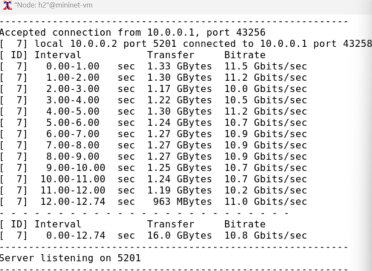 "Node: h2"@mininet-vm
-----------------------------------------------------------
Accepted connection from 10.0.0.1, port 43256
[  7] local 10.0.0.2 port 5201 connected to 10.0.0.1 port 43258
[ ID] Interval           Transfer     Bitrate
[  7]   0.00-1.00   sec  1.33 GBytes  11.5 Gbits/sec
[  7]   1.00-2.00   sec  1.30 GBytes  11.2 Gbits/sec
[  7]   2.00-3.00   sec  1.17 GBytes  10.0 Gbits/sec
[  7]   3.00-4.00   sec  1.22 GBytes  10.5 Gbits/sec
[  7]   4.00-5.00   sec  1.30 GBytes  11.2 Gbits/sec
[  7]   5.00-6.00   sec  1.24 GBytes  10.7 Gbits/sec
[  7]   6.00-7.00   sec  1.27 GBytes  10.9 Gbits/sec
[  7]   7.00-8.00   sec  1.27 GBytes  10.9 Gbits/sec
[  7]   8.00-9.00   sec  1.27 GBytes  10.9 Gbits/sec
[  7]   9.00-10.00  sec  1.25 GBytes  10.7 Gbits/sec
[  7]  10.00-11.00  sec  1.24 GBytes  10.7 Gbits/sec
[  7]  11.00-12.00  sec  1.19 GBytes  10.2 Gbits/sec
[  7]  12.00-12.74  sec   963 MBytes  11.0 Gbits/sec
- - - - - - - - - - - - - - - - - - - - - - - - -
[ ID] Interval           Transfer     Bitrate
[  7]   0.00-12.74  sec  16.0 GBytes  10.8 Gbits/sec
-----------------------------------------------------------
Server listening on 5201
-----------------------------------------------------------